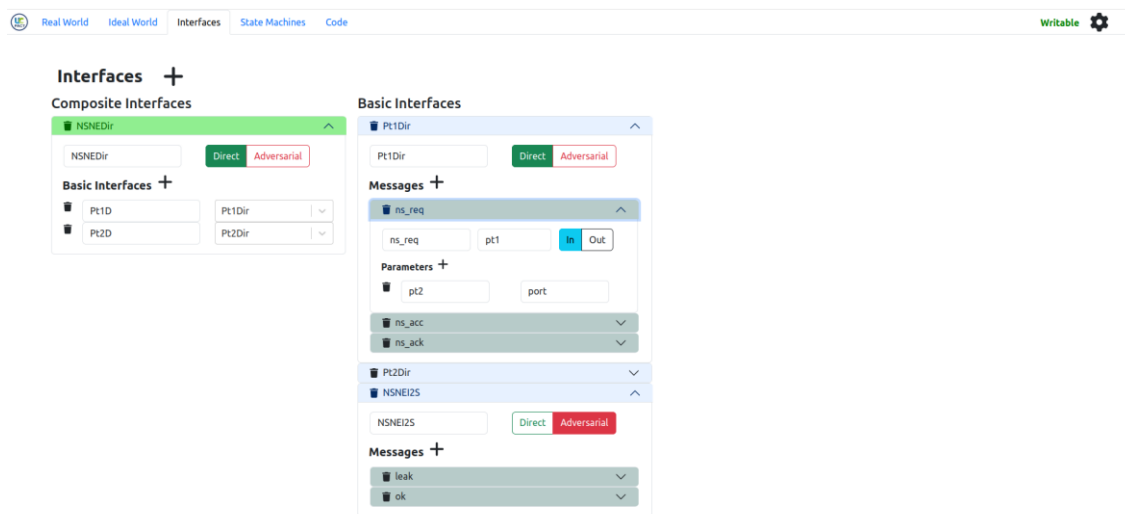 Real World Ideal World Interfaces State Machines Code Writable
Interfaces
Composite Interfaces
NSNEDir
NSNEDir Direct Adversarial
Basic Interfaces
Pt1D Pt1Dir
Pt2D Pt2Dir
Basic Interfaces
Pt1Dir
Pt1Dir Direct Adversarial
Messages
ns_req
ns_req pt1 In Out
Parameters
pt2 port
ns_acc
ns_ack
Pt2Dir
NSNEI2S
NSNEI2S Direct Adversarial
Messages
leak
ok